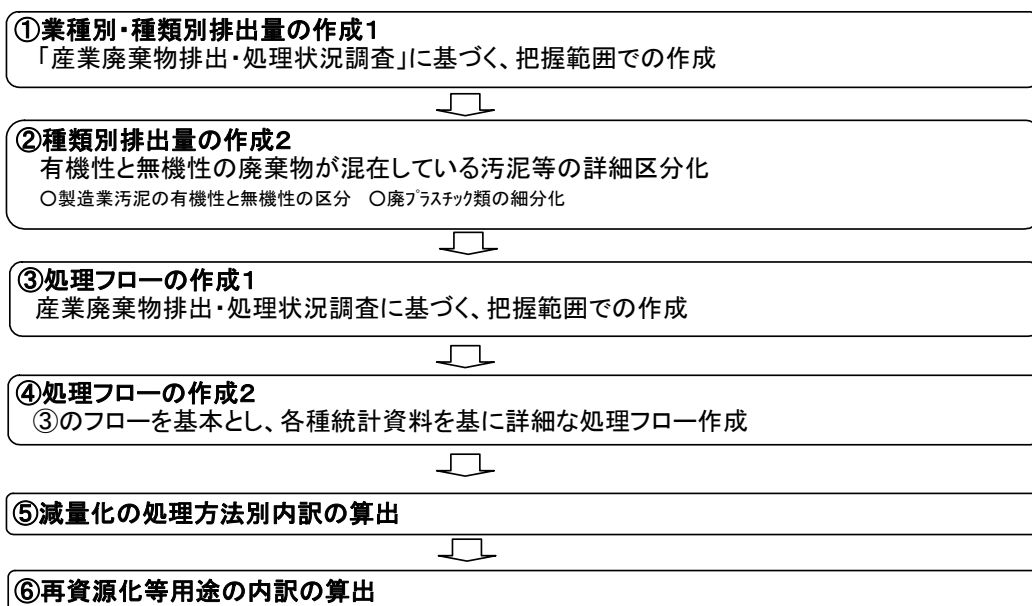 ①業種別・種類別排出量の作成1
「産業廃棄物排出・処理状況調査」に基づく、把握範囲での作成
②種類別排出量の作成2
有機性と無機性の廃棄物が混在している汚泥等の詳細区分化
○製造業汚泥の有機性と無機性の区分 ○廃プラスチック類の細分化
③処理フローの作成1
産業廃棄物排出・処理状況調査に基づく、把握範囲での作成
④処理フローの作成2
③のフローを基本とし、各種統計資料を基に詳細な処理フロー作成
⑤減量化の処理方法別内訳の算出
⑥再資源化等用途の内訳の算出